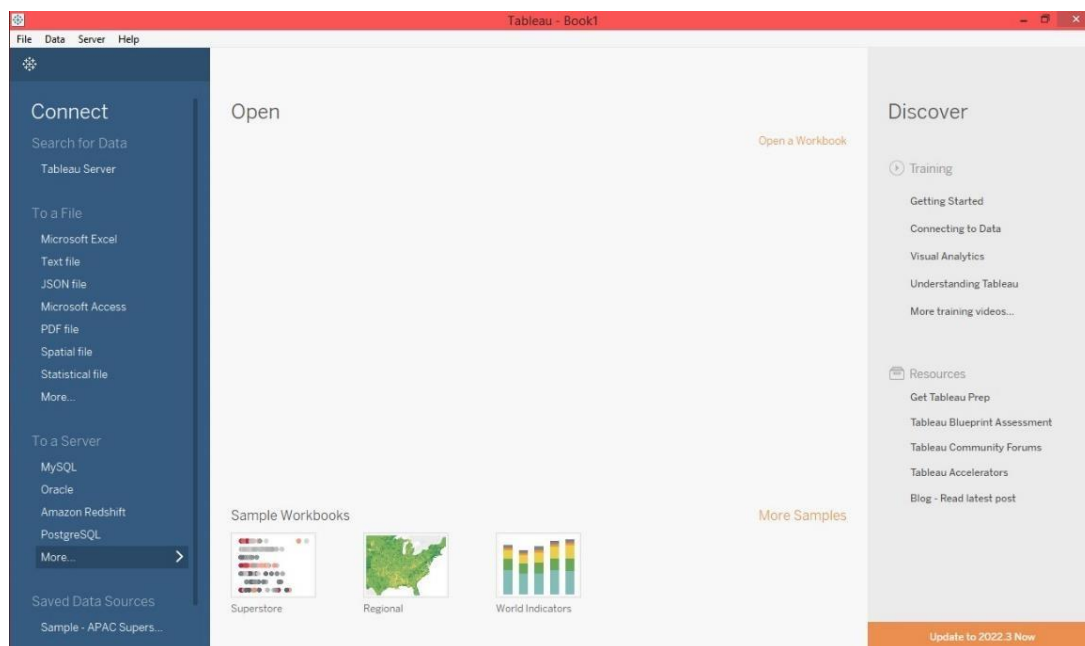 Tableau - Book1
File Data Server Help
Connect
Search for Data
Tableau Server
To a File
Microsoft Excel
Text file
JSON file
Microsoft Access
PDF file
Spatial file
Statistical file
More...
To a Server
MySQL
Oracle
Amazon Redshift
PostgreSQL
More...
Saved Data Sources
Sample - APAC Supers...
Open
Open a Workbook
Sample Workbooks
More Samples
Superstore
Regional
World Indicators
Discover
Training
Getting Started
Connecting to Data
Visual Analytics
Understanding Tableau
More training videos...
Resources
Get Tableau Prep
Tableau Blueprint Assessment
Tableau Community Forums
Tableau Accelerators
Blog - Read latest post
Update to 2022.3 Now